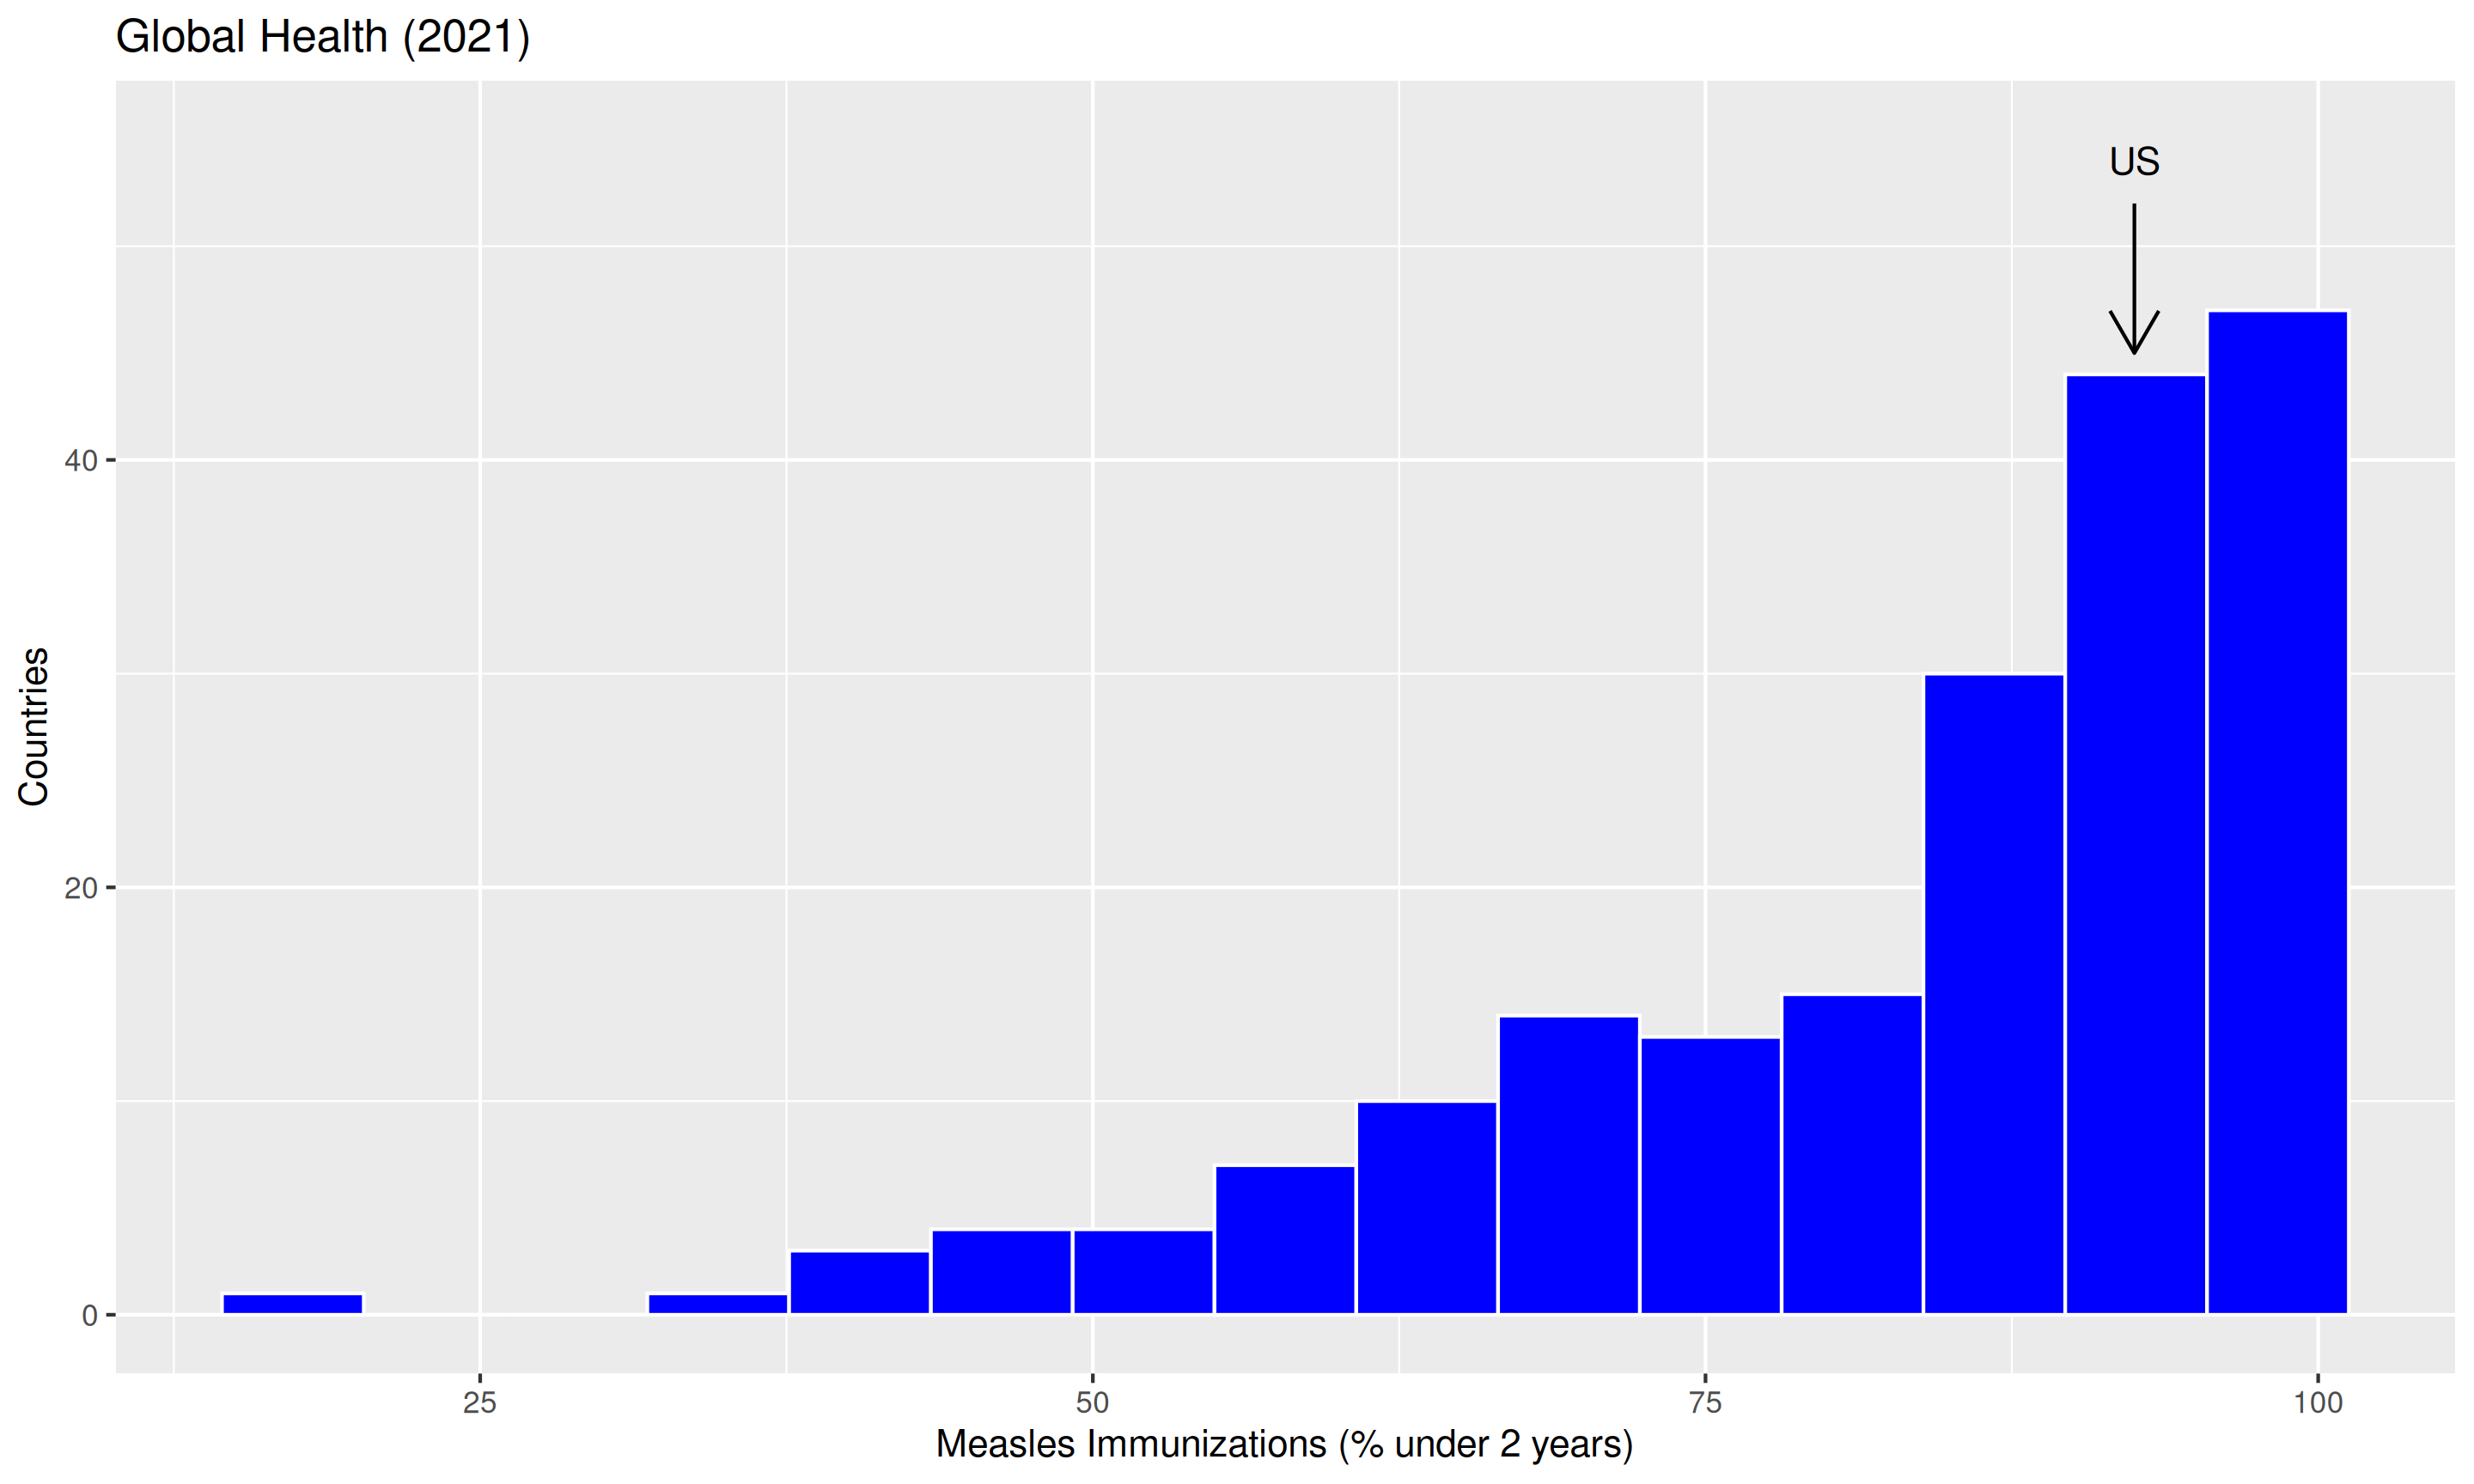 Global Health (2021)
US
40
20
0
Countries
25 50 75 100
Measles Immunizations (% under 2 years)